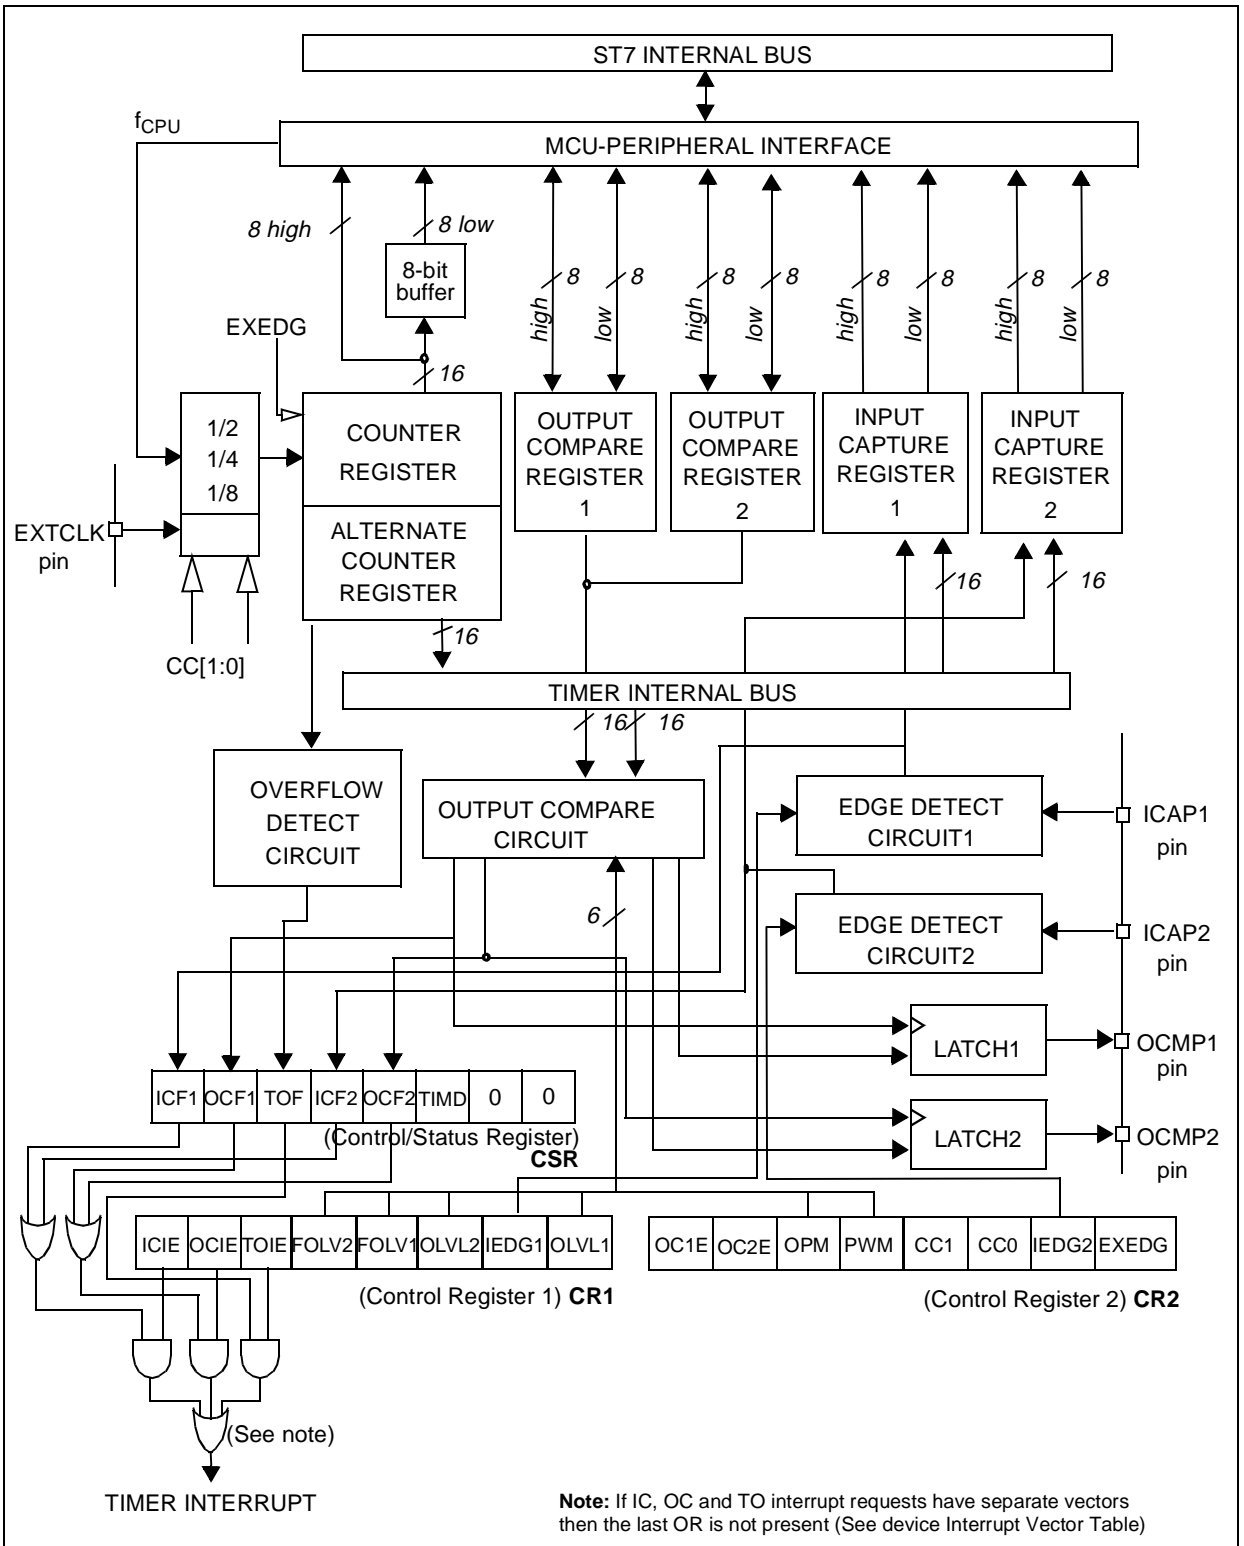 ST7 INTERNAL BUS
fCPU
MCU-PERIPHERAL INTERFACE
8 high
8 low
8-bit
buffer
high
8
low
8
high
8
low
8
high
8
low
8
high
8
low
8
EXEDG
16
1/2
1/4
1/8
COUNTER
REGISTER
ALTERNATE
COUNTER
REGISTER
OUTPUT
COMPARE
REGISTER
1
OUTPUT
COMPARE
REGISTER
2
INPUT
CAPTURE
REGISTER
1
INPUT
CAPTURE
REGISTER
2
EXTCLK
pin
CC[1:0]
16
16
16
TIMER INTERNAL BUS
16
16
OVERFLOW
DETECT
CIRCUIT
OUTPUT COMPARE
CIRCUIT
EDGE DETECT
CIRCUIT1
ICAP1
pin
6
EDGE DETECT
CIRCUIT2
ICAP2
pin
LATCH1
OCMP1
pin
LATCH2
OCMP2
pin
ICF1 OCF1 TOF ICF2 OCF2 TIMD 0 0
(Control/Status Register)
CSR
ICIE OCIE TOIE FOLV2 FOLV1 OLVL2 IEDG1 OLVL1
(Control Register 1) CR1
OC1E OC2E OPM PWM CC1 CC0 IEDG2 EXEDG
(Control Register 2) CR2
(See note)
TIMER INTERRUPT
Note: If IC, OC and TO interrupt requests have separate vectors
then the last OR is not present (See device Interrupt Vector Table)